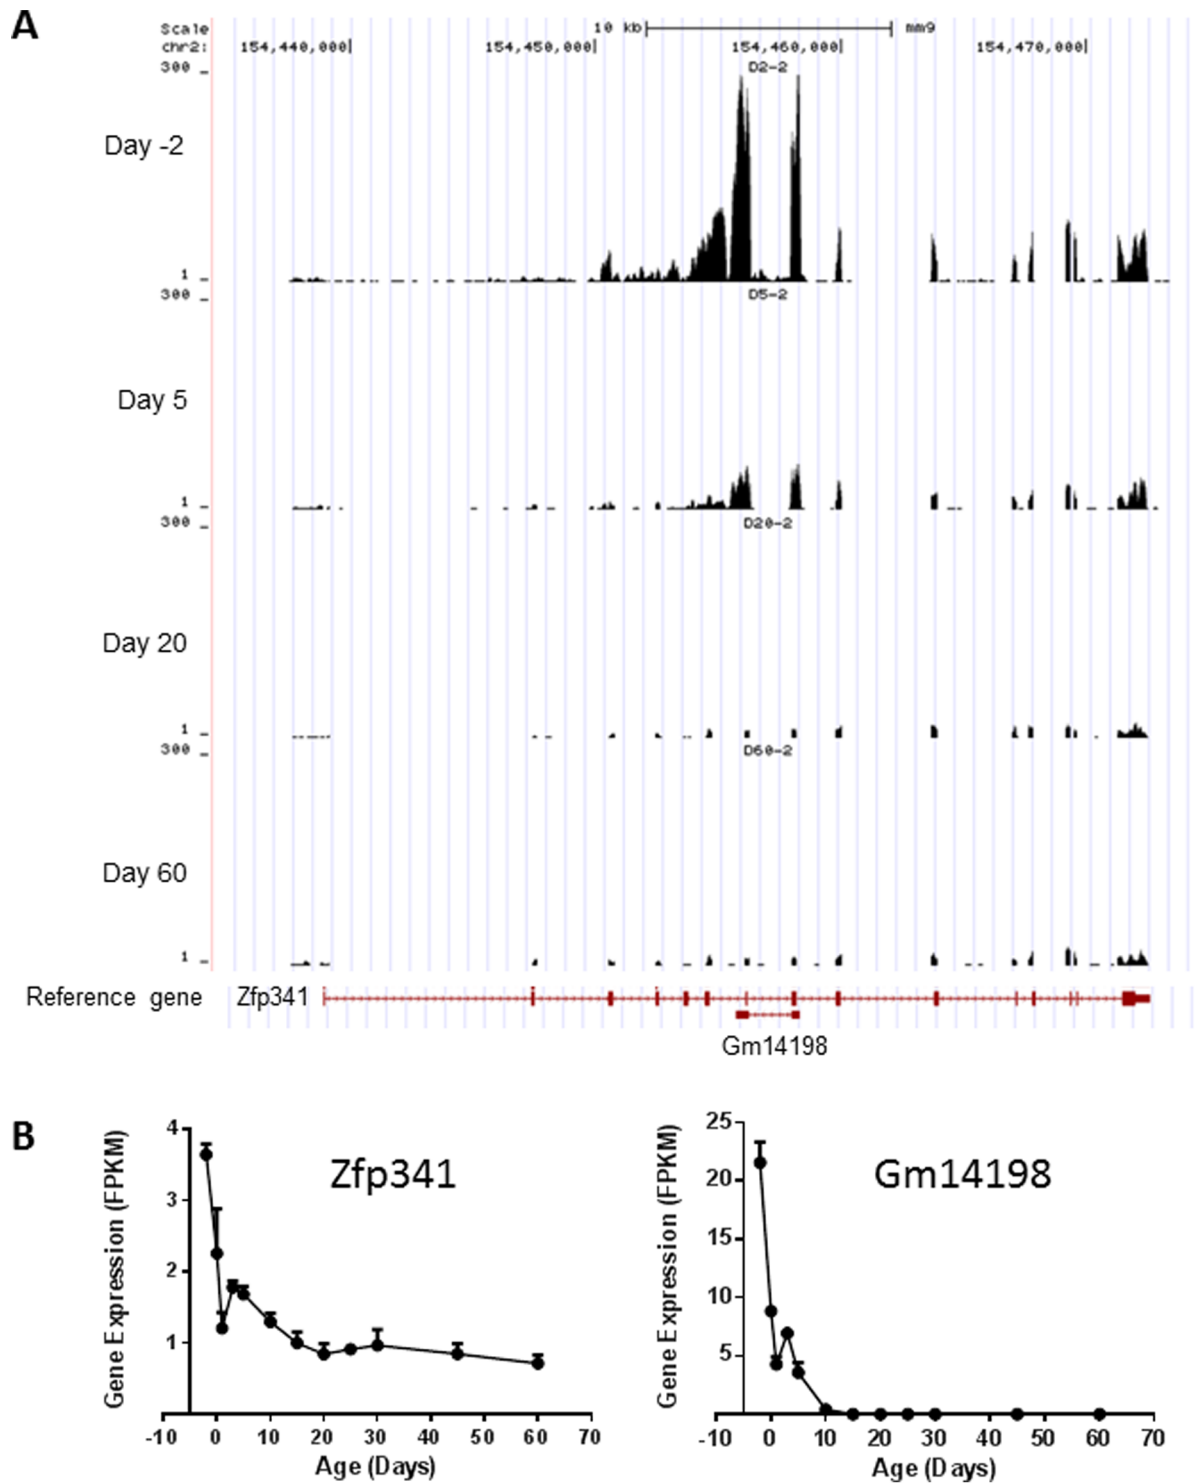 A
Scale 10 kb mm9
chr2: 154,440,000 154,450,000 154,460,000 154,470,000
300 D2-2
Day -2
1
300 D5-2
Day 5
1
300 D20-2
Day 20
1
300 D60-2
Day 60
1
Reference gene Zfp341
Gm14198
B
Gene Expression (FPKM)
4
3
2
1
Zfp341
-10 0 10 20 30 40 50 60 70
Age (Days)
Gene Expression (FPKM)
25
20
15
10
5
Gm14198
-10 0 10 20 30 40 50 60 70
Age (Days)